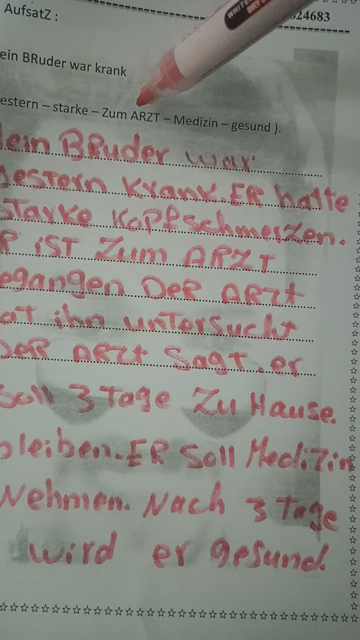 AufsatZ :
24683
ein BRuder war krank
estern – starke – Zum ARZT – Medizin – gesund ).
ein BRuder war
gestern Krank. ER hatte
starke Kopfschmerzen.
R iST Zum ARZT
egangen DeR ARZt
at ihn untersucht
DeR ARZt Sagt. er
Soll 3 Tage Zu Hause.
bleiben. ER Soll Medizin
Nehmen. Nach 3 Tage
wird er gesund.